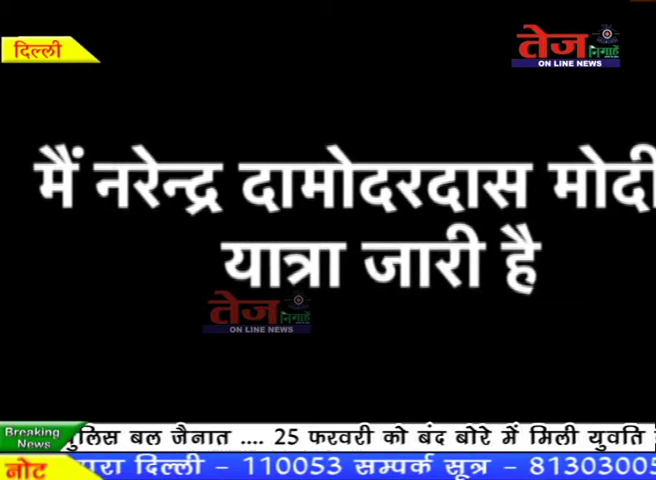 दिल्ली
तेज निगाहें
ON LINE NEWS
मैं नरेन्द्र दामोदरदास मोदी
यात्रा जारी है
तेज निगाहें
ON LINE NEWS
Breaking News
पुलिस बल जैनात .... 25 फरवरी को बंद बोरे में मिली युवति
नोट
दिल्ली - 110053 सम्पर्क सूत्र - 81303005